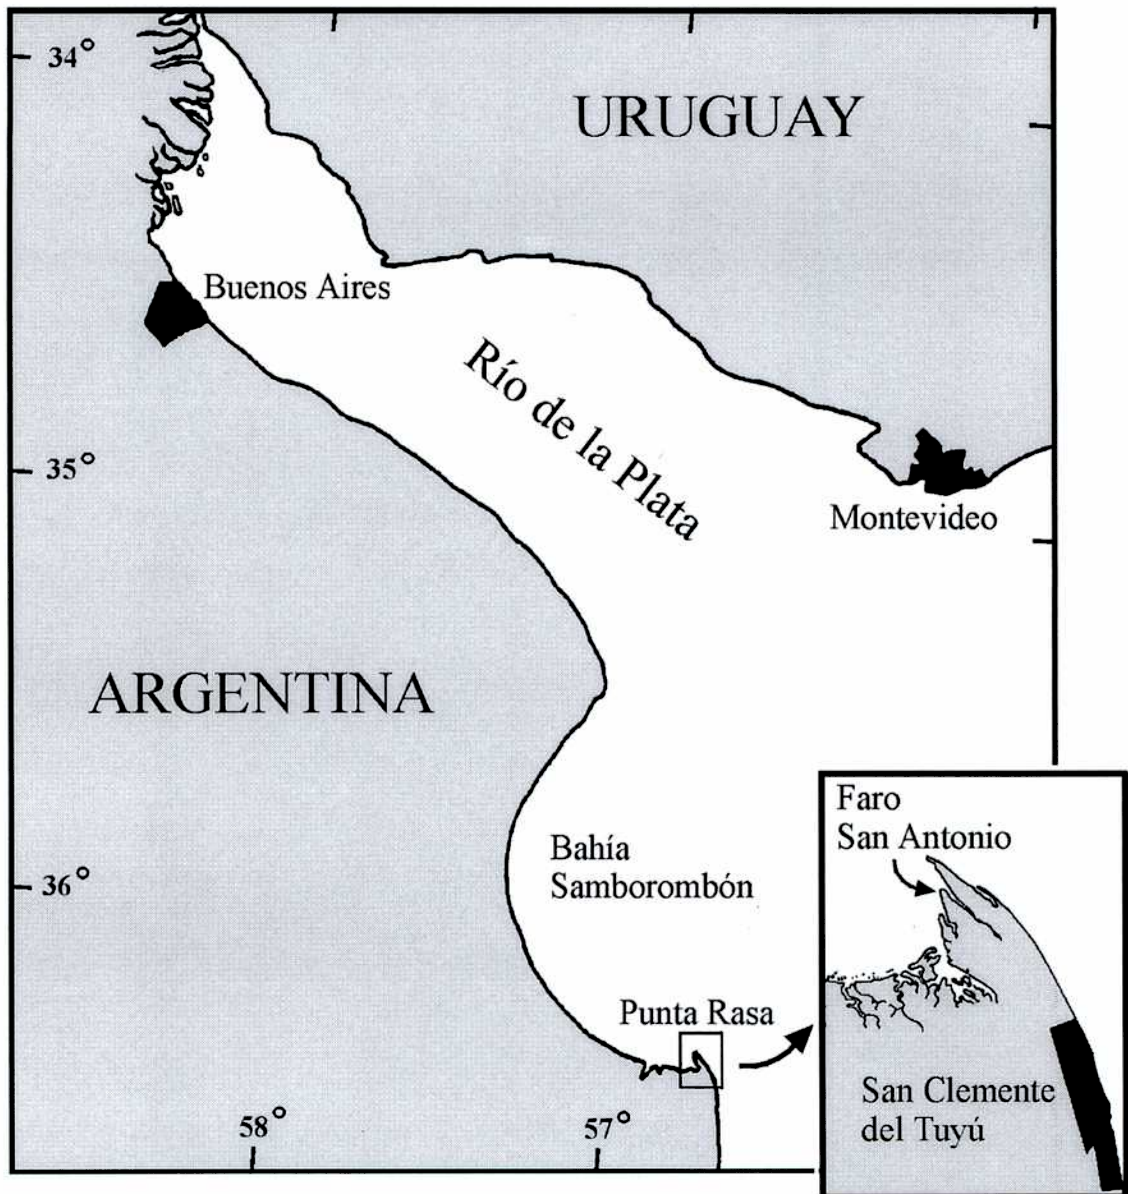 34°
URUGUAY
Buenos Aires
Río de la Plata
35°
Montevideo
ARGENTINA
Faro
San Antonio
Bahía
Samborombón
36°
Punta Rasa
San Clemente
del Tuyú
58°
57°